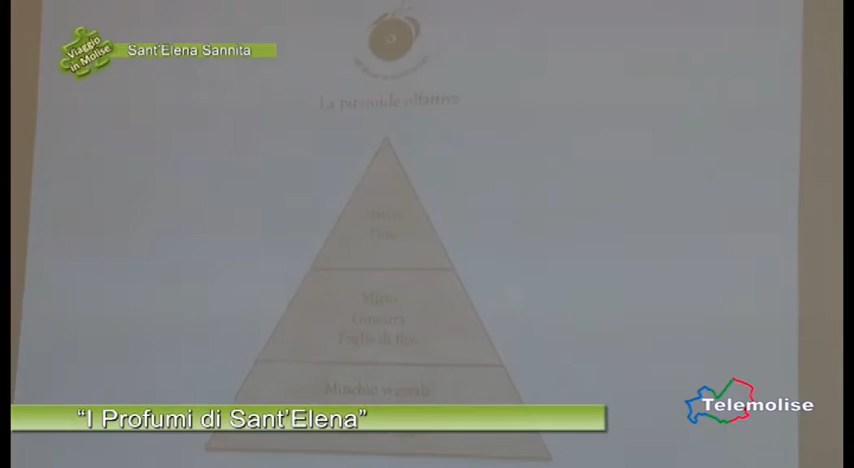 Viaggio
in Molise
Sant'Elena Sannita
La piramide olfattiva
Mirto
Ginestra
Foglie di fico
Muschio vegetale
"I Profumi di Sant'Elena"
Telemolise